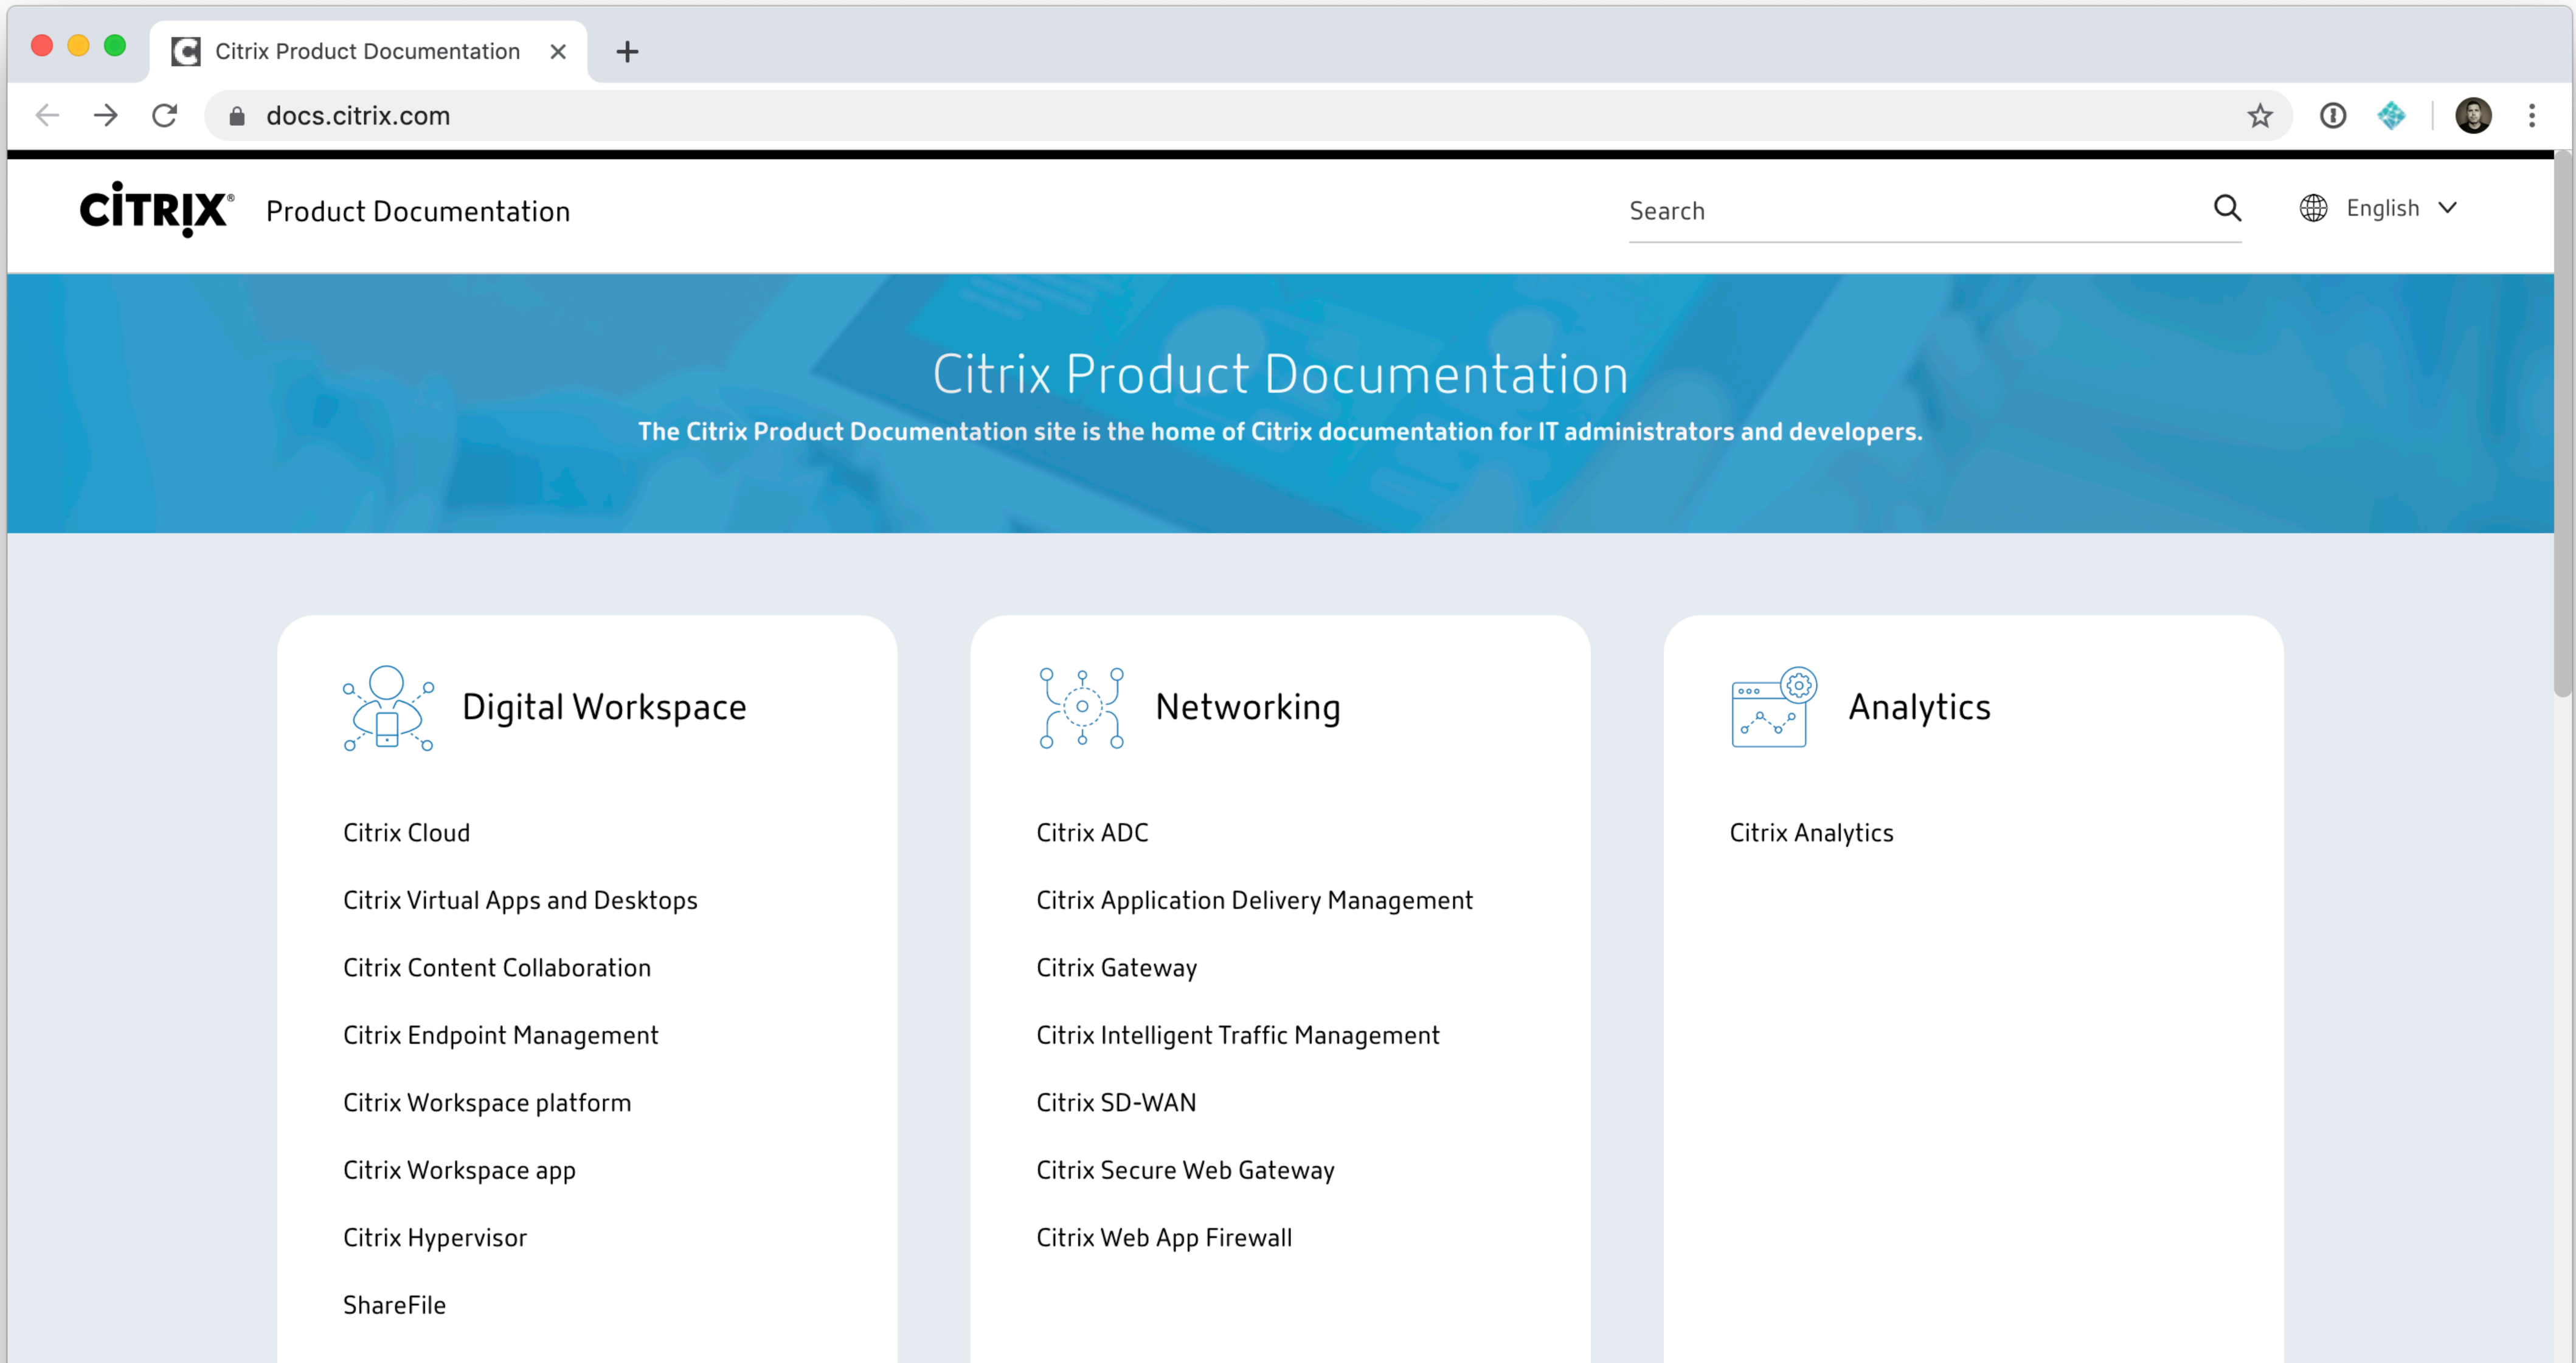 Citrix Product Documentation
docs.citrix.com
CITRIX® Product Documentation
Search
English
Citrix Product Documentation
The Citrix Product Documentation site is the home of Citrix documentation for IT administrators and developers.
Digital Workspace
Citrix Cloud
Citrix Virtual Apps and Desktops
Citrix Content Collaboration
Citrix Endpoint Management
Citrix Workspace platform
Citrix Workspace app
Citrix Hypervisor
ShareFile
Networking
Citrix ADC
Citrix Application Delivery Management
Citrix Gateway
Citrix Intelligent Traffic Management
Citrix SD-WAN
Citrix Secure Web Gateway
Citrix Web App Firewall
Analytics
Citrix Analytics